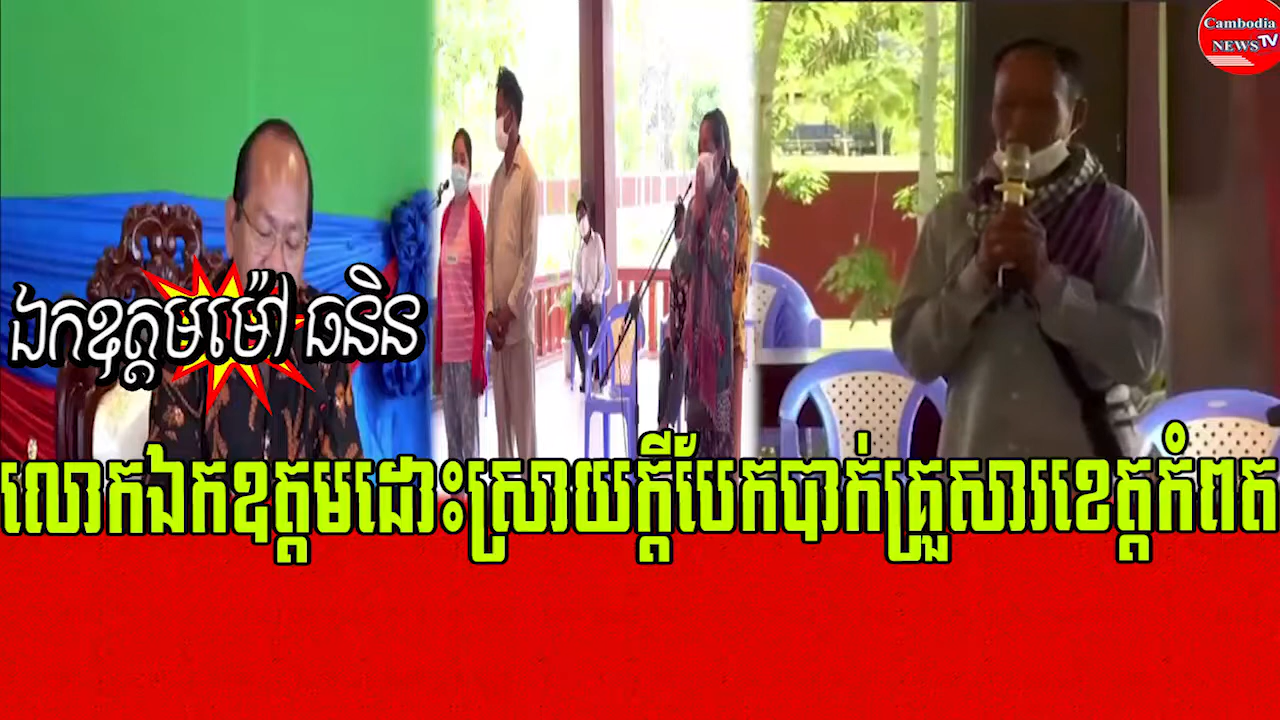 Cambodia
NEWS TV
ឯកឧត្តមម៉ៅ ធនិន
លោកឯកឧត្តមដោះស្រាយក្តីបែកបាក់គ្រួសារខេត្តកំពត